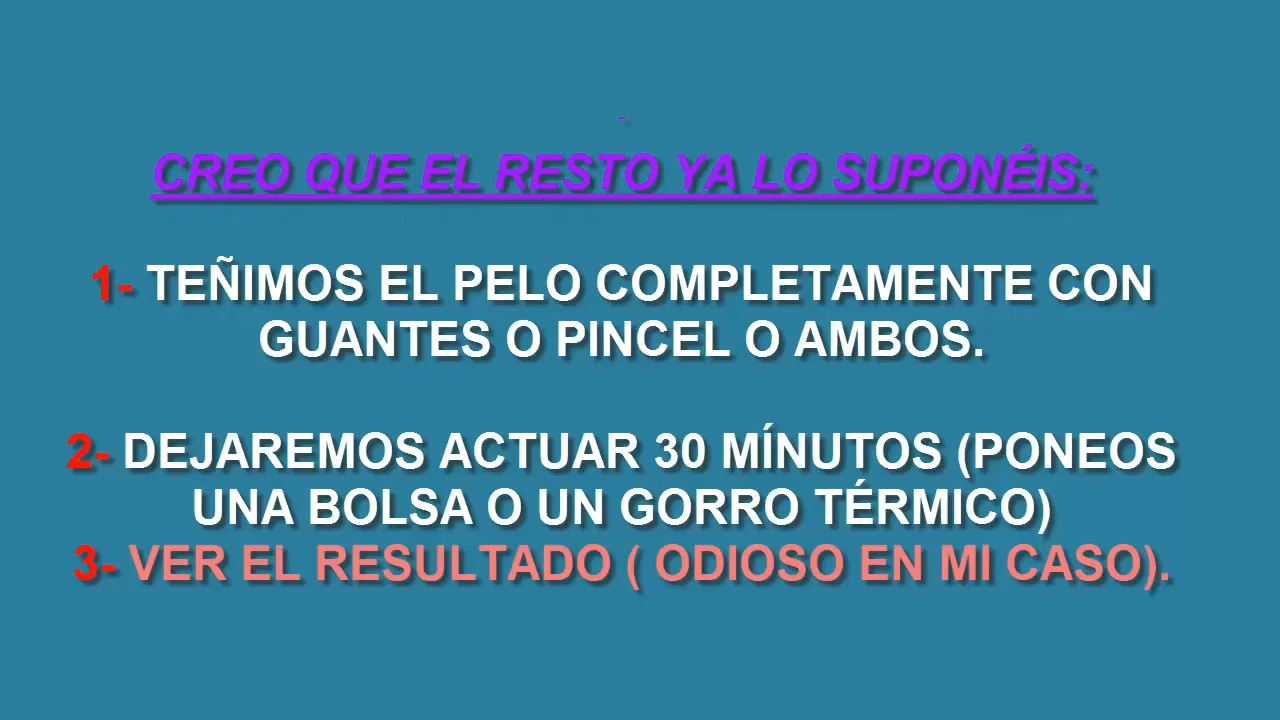 -
CREO QUE EL RESTO YA LO SUPONÉIS:
1- TEÑIMOS EL PELO COMPLETAMENTE CON
GUANTES O PINCEL O AMBOS.
2- DEJAREMOS ACTUAR 30 MÍNUTOS (PONEOS
UNA BOLSA O UN GORRO TÉRMICO)
3- VER EL RESULTADO ( ODIOSO EN MI CASO).